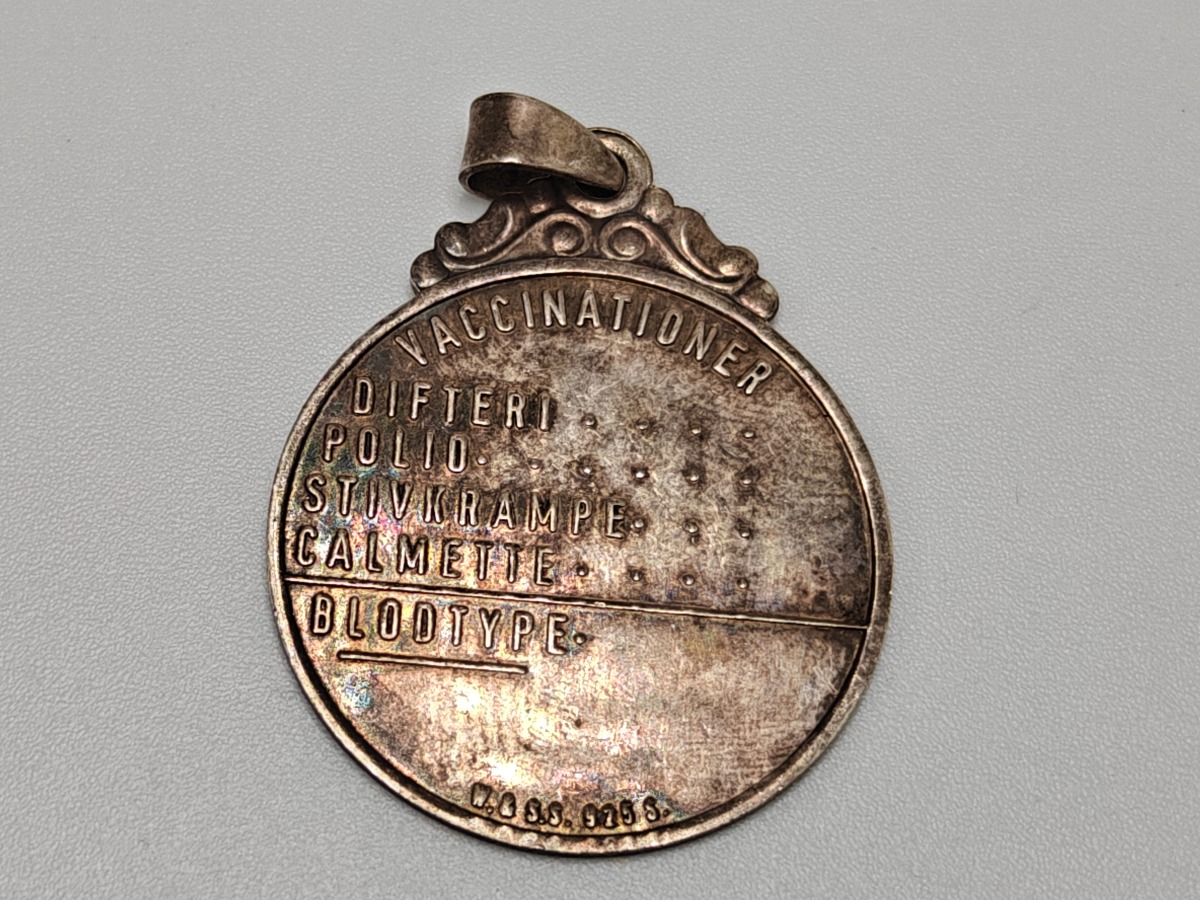 VACCINATIONER
DIFTERI . . . .
POLIO . . . . . .
STIVKRAMPE . . .
CALMETTE . . . .
BLODTYPE .
W. & S.S. 925 S.